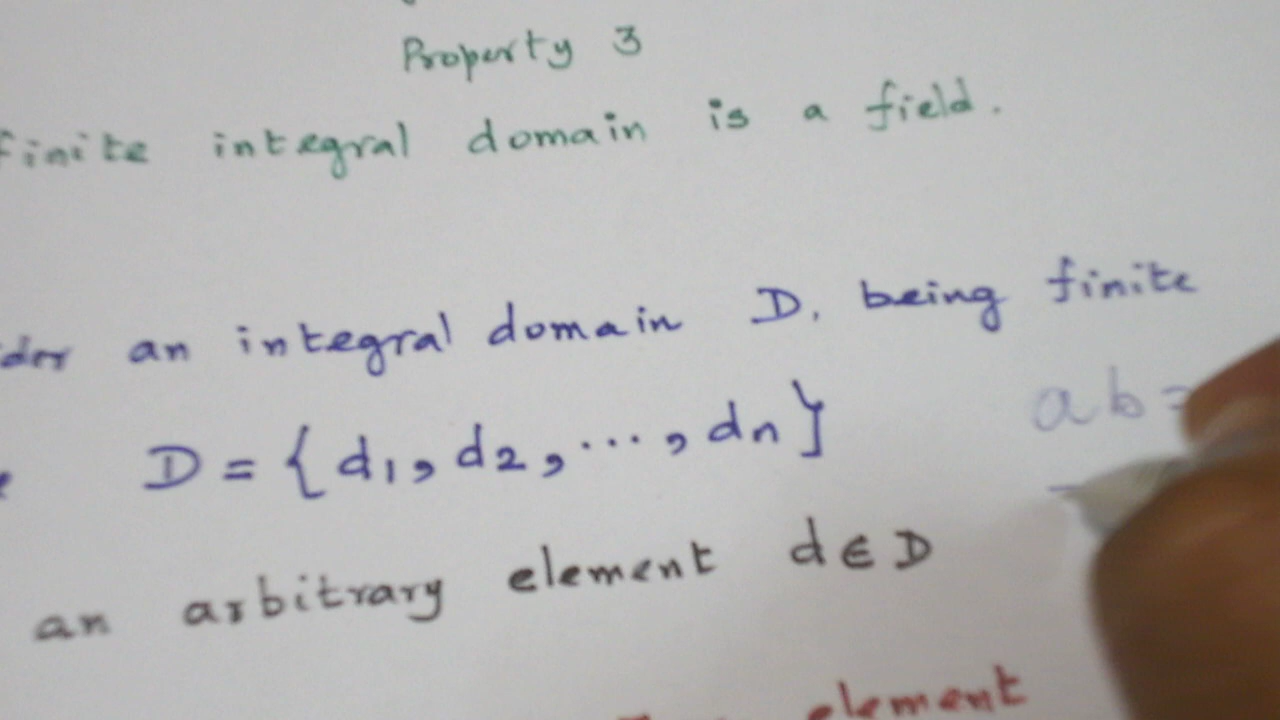 Property 3
finite integral domain is a field.
an integral domain D, being finite
ab=
D = { d1, d2, ..., dn }
an arbitrary element d ∈ D
element